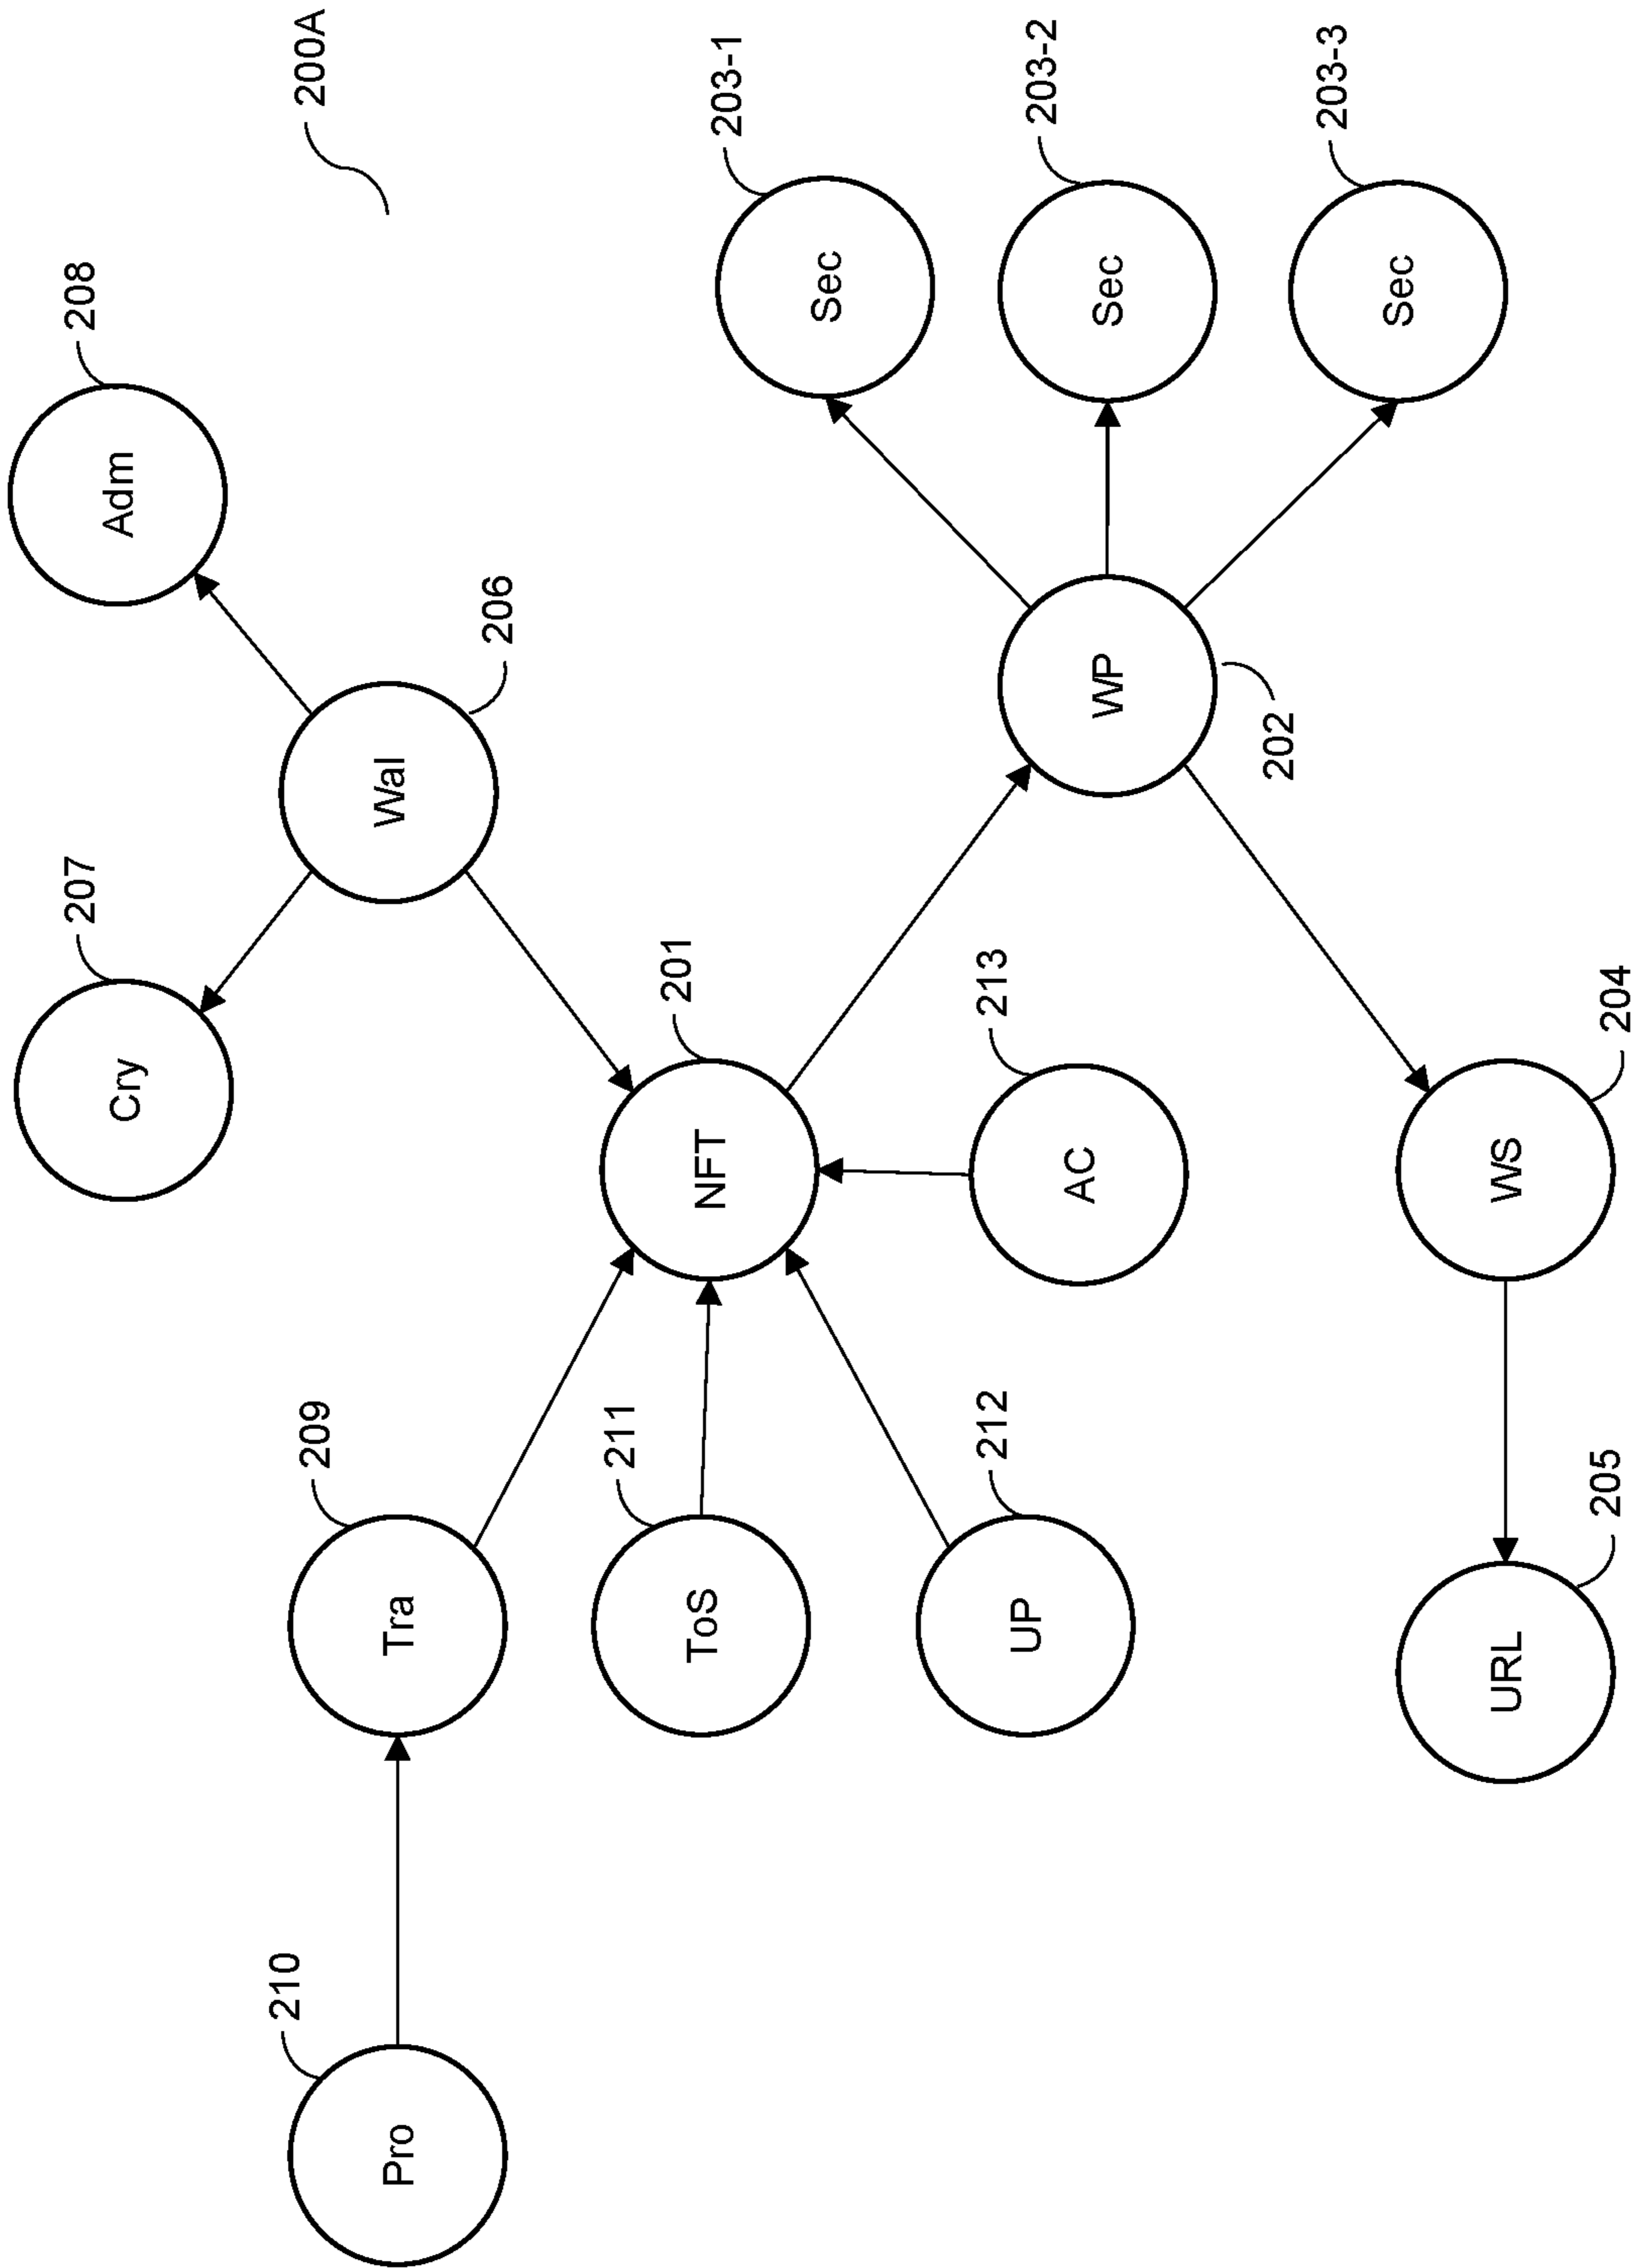 207
208
Cry
Adm
210
209
200A
Pro
Tra
Wal
206
211
201
203-1
ToS
NFT
Sec
212
213
203-2
UP
AC
WP
Sec
202
203-3
Sec
URL
WS
205
204